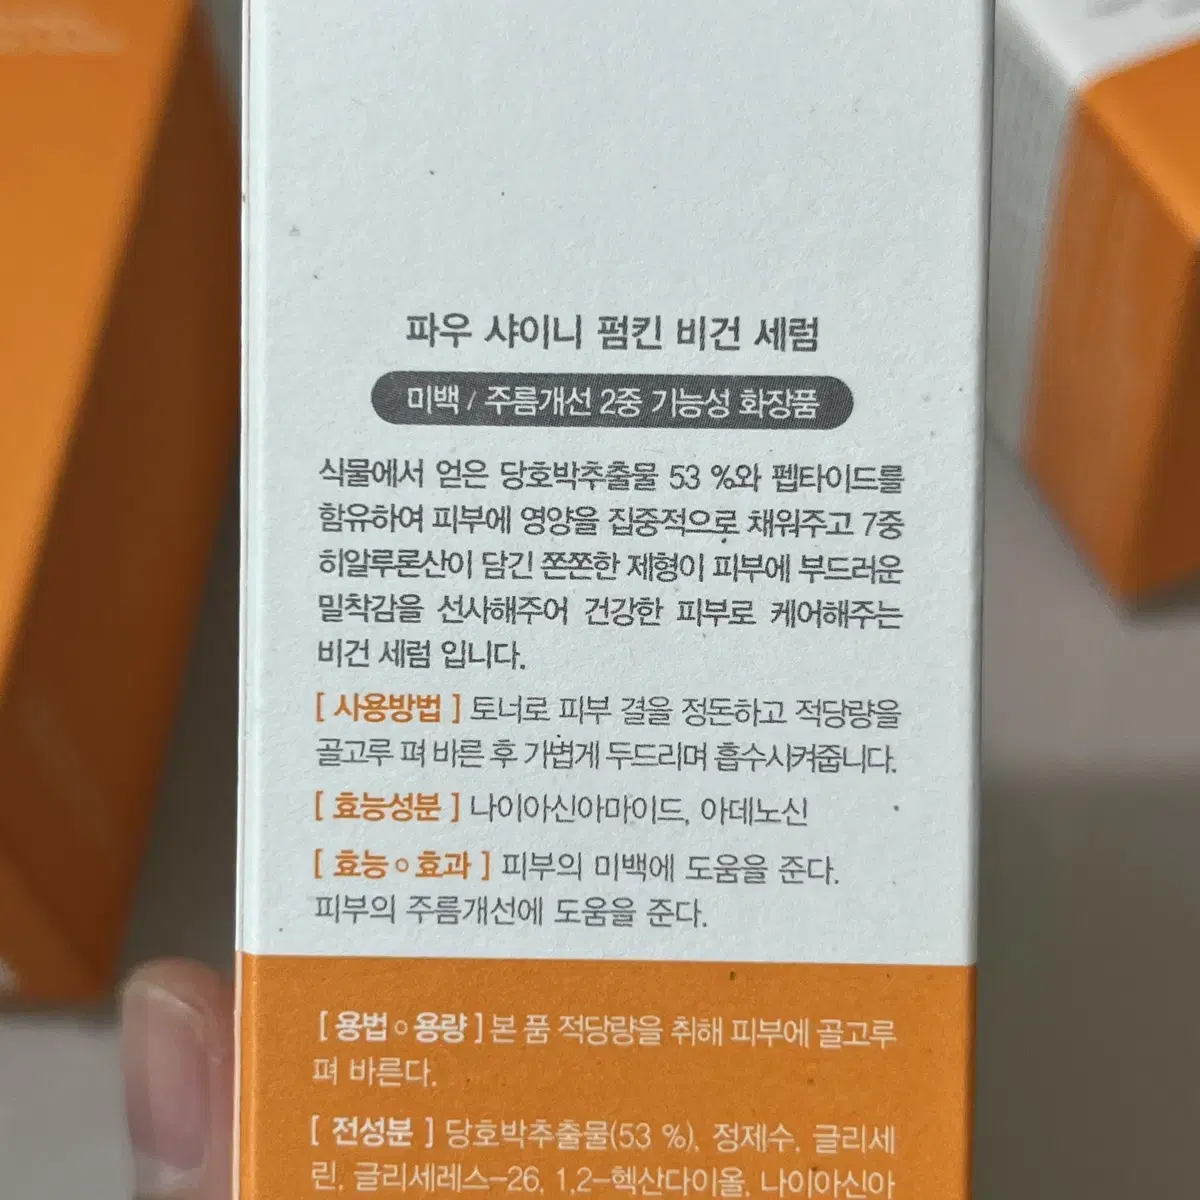 파우 샤이니 펌킨 비건 세럼
미백 / 주름개선 2중 기능성 화장품
식물에서 얻은 당호박추출물 53 %와 펩타이드를
함유하여 피부에 영양을 집중적으로 채워주고 7중
히알루론산이 담긴 쫀쫀한 제형이 피부에 부드러운
밀착감을 선사해주어 건강한 피부로 케어해주는
비건 세럼 입니다.
[ 사용방법 ] 토너로 피부 결을 정돈하고 적당량을
골고루 펴 바른 후 가볍게 두드리며 흡수시켜줍니다.
[ 효능성분 ] 나이아신아마이드, 아데노신
[ 효능◦효과 ] 피부의 미백에 도움을 준다.
피부의 주름개선에 도움을 준다.
[ 용법◦용량 ] 본 품 적당량을 취해 피부에 골고루
펴 바른다.
[ 전성분 ] 당호박추출물(53 %), 정제수, 글리세
린, 글리세레스-26, 1,2-헥산다이올, 나이아신아